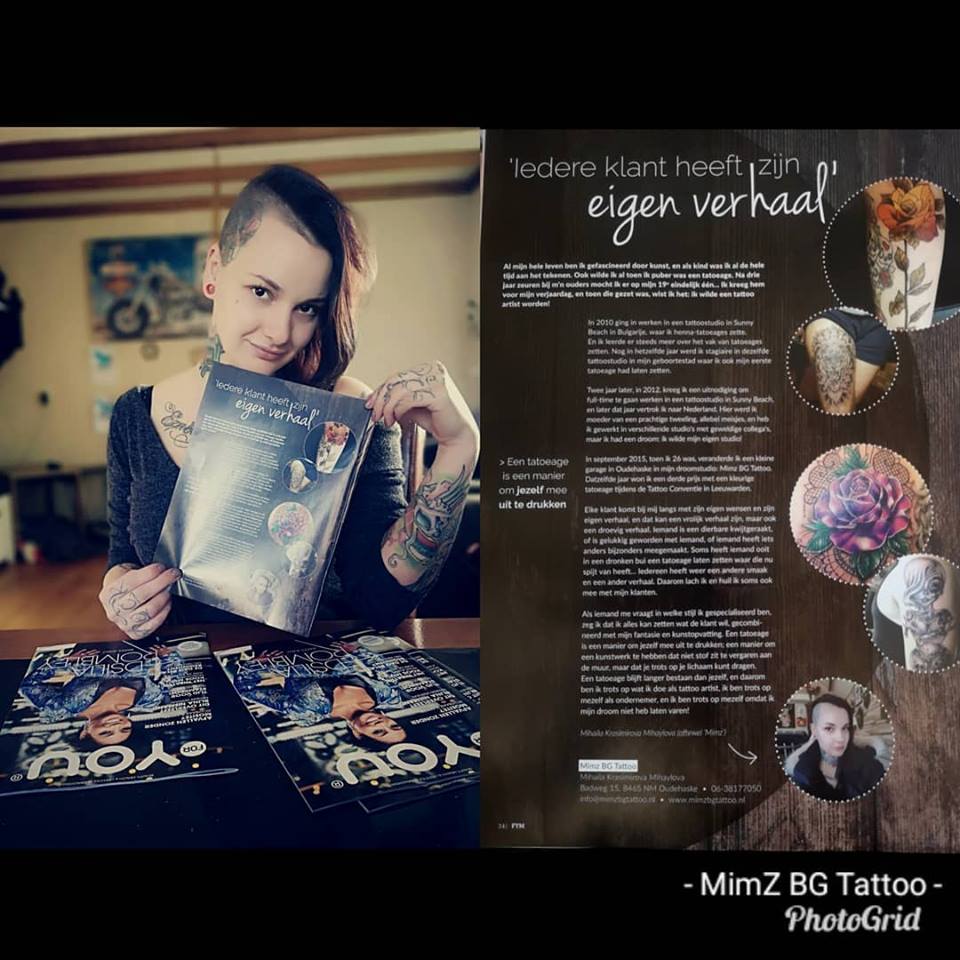 'Iedere klant heeft zijn
eigen verhaal'
'Iedere klant heeft zijn
eigen verhaal'
FOR
YOU
FOR
YOU
Al mijn hele leven ben ik gefascineerd door kunst, en als kind was ik al de hele
tijd aan het tekenen. Ook wilde ik al toen ik puber was een tatoeage. Na drie
jaar zeuren bij m'n ouders mocht ik er op mijn 19e eindelijk één... Ik kreeg hem
voor mijn verjaardag, en toen die gezet was, wist ik het: ik wilde een tattoo
artist worden!
In 2010 ging in werken in een tattoostudio in Sunny
Beach in Bulgarije, waar ik henna-tatoeages zette.
En ik leerde er steeds meer over het vak van tatoeages
zetten. Nog in hetzelfde jaar werd ik stagiaire in dezelfde
tattoostudio in mijn geboortestad waar ik ook mijn eerste
tatoeage had laten zetten.
Twee jaar later, in 2012, kreeg ik een uitnodiging om
full-time te gaan werken in een tattoostudio in Sunny Beach,
en later dat jaar vertrok ik naar Nederland. Hier werd ik
moeder van een prachtige tweeling, allebei meisjes, en heb
ik gewerkt in verschillende studio's met geweldige collega's,
maar ik had een droom: ik wilde mijn eigen studio!
> Een tatoeage
is een manier
om jezelf mee
uit te drukken
In september 2015, toen ik 26 was, veranderde ik een kleine
garage in Oudehaske in mijn droomstudio: Mimz BG Tattoo.
Datzelfde jaar won ik een derde prijs met een kleurige
tatoeage tijdens de Tattoo Conventie in Leeuwarden.
Elke klant komt bij mij langs met zijn eigen wensen en zijn
eigen verhaal, en dat kan een vrolijk verhaal zijn, maar ook
een droevig verhaal. Iemand is een dierbare kwijtgeraakt,
of is gelukkig geworden met iemand, of iemand heeft iets
anders bijzonders meegemaakt. Soms heeft iemand ooit
in een dronken bui een tatoeage laten zetten waar die nu
spijt van heeft... Iedereen heeft weer een andere smaak
en een ander verhaal. Daarom lach ik en huil ik soms ook
mee met mijn klanten.
Als iemand me vraagt in welke stijl ik gespecialiseerd ben,
zeg ik dat ik alles kan zetten wat de klant wil, gecombi-
neerd met mijn fantasie en kunstopvatting. Een tatoeage
is een manier om jezelf mee uit te drukken; een manier om
een kunstwerk te hebben dat niet stof zit te vergaren aan
de muur, maar dat je trots op je lichaam kunt dragen.
Een tatoeage blijft langer bestaan dan jezelf, en daarom
ben ik trots op wat ik doe als tattoo artist, ik ben trots op
mezelf als ondernemer, en ik ben trots op mezelf omdat ik
mijn droom niet heb laten varen!
Mihaila Krasimirova Mihaylova (oftewel 'Mimz')
Mimz BG Tattoo
Mihaila Krasimirova Mihaylova
Badweg 15, 8465 NM Oudehaske • 06-38177050
info@mimzbgtattoo.nl • www.mimzbgtattoo.nl
34| FYM
- MimZ BG Tattoo -
PhotoGrid